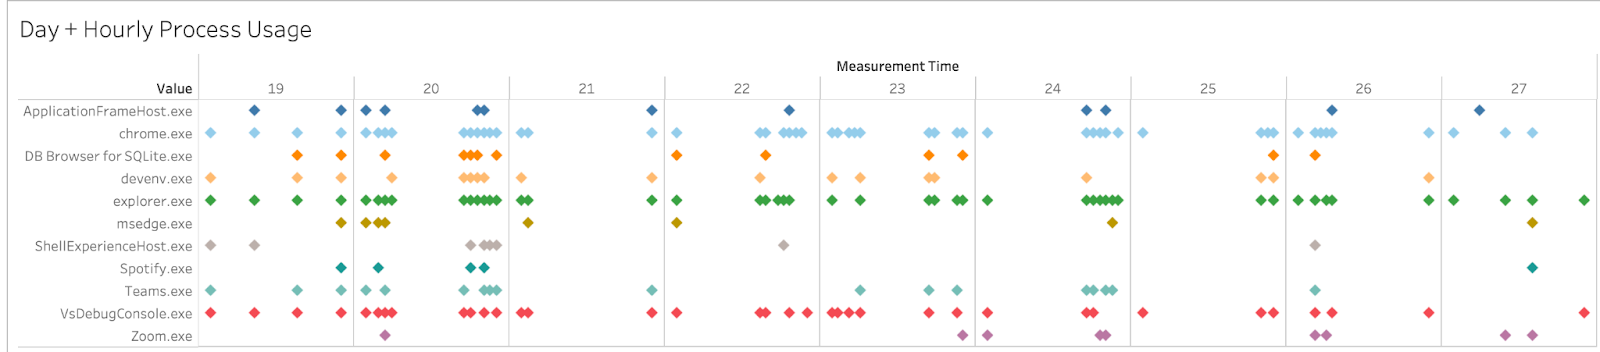 Day + Hourly Process Usage
Measurement Time
Value 19 20 21 22 23 24 25 26 27
ApplicationFrameHost.exe
chrome.exe
DB Browser for SQLite.exe
devenv.exe
explorer.exe
msedge.exe
ShellExperienceHost.exe
Spotify.exe
Teams.exe
VsDebugConsole.exe
Zoom.exe